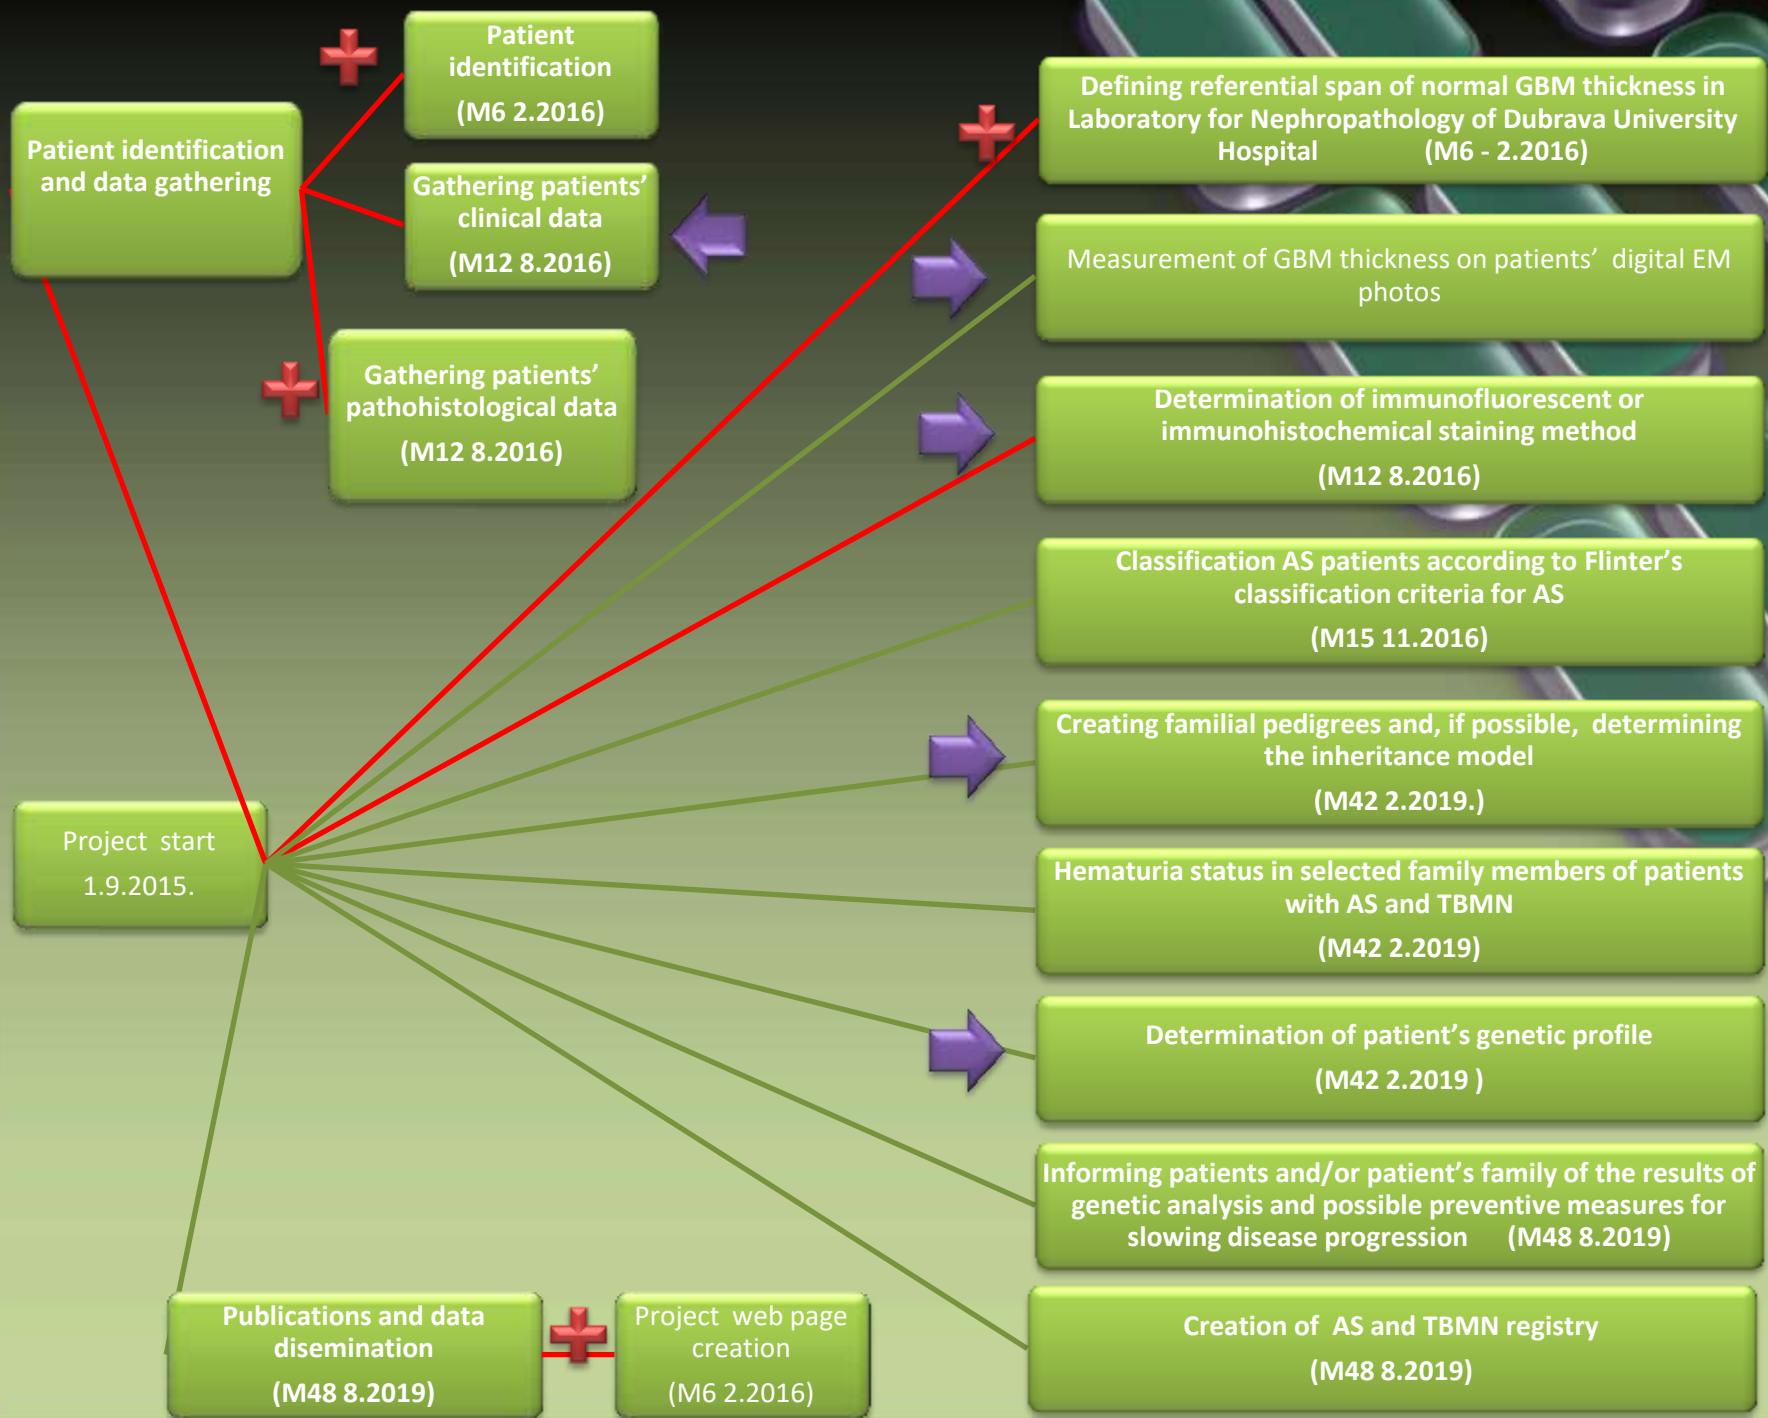 Patient
identification
(M6 2.2016)
Patient identification
and data gathering
Gathering patients'
clinical data
(M12 8.2016)
Gathering patients'
pathohistological data
(M12 8.2016)
Project  start
1.9.2015.
Publications and data
disemination
(M48 8.2019)
Project  web page
creation
(M6 2.2016)
Defining referential span of normal GBM thickness in
Laboratory for Nephropathology of Dubrava University
Hospital (M6 - 2.2016)
Measurement of GBM thickness on patients'  digital EM
photos
Determination of immunofluorescent or
immunohistochemical staining method
(M12 8.2016)
Classification AS patients according to Flinter's
classification criteria for AS
(M15 11.2016)
Creating familial pedigrees and, if possible,  determining
the inheritance model
(M42 2.2019.)
Hematuria status in selected family members of patients
with AS and TBMN
(M42 2.2019)
Determination of patient's genetic profile
(M42 2.2019 )
Informing patients and/or patient's family of the results of
genetic analysis and possible preventive measures for
slowing disease progression (M48 8.2019)
Creation of  AS and TBMN registry
(M48 8.2019)